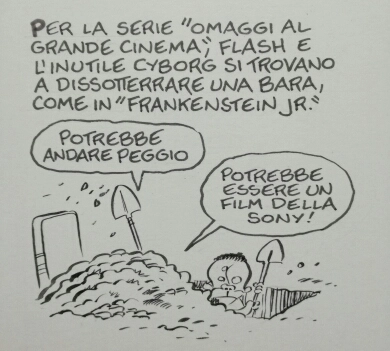 PER LA SERIE "OMAGGI AL
GRANDE CINEMA", FLASH E
L'INUTILE CYBORG SI TROVANO
A DISSOTTERRARE UNA BARA,
COME IN "FRANKENSTEIN JR."
POTREBBE
ANDARE PEGGIO
POTREBBE
ESSERE UN
FILM DELLA
SONY!